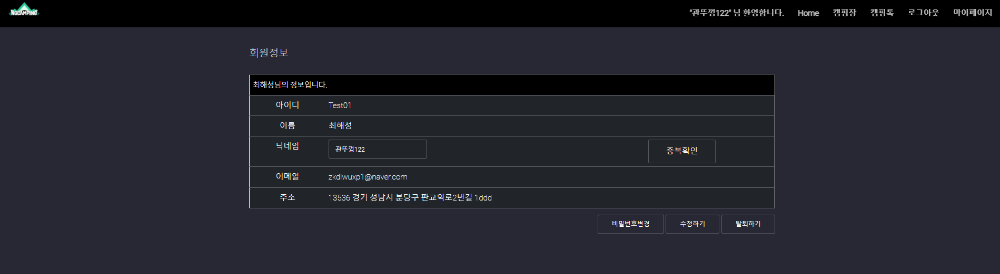 NGCAMPING
"관뚜껑122" 님 환영합니다. Home 캠핑장 캠핑톡 로그아웃 마이페이지
회원정보
최해성님의 정보입니다.
아이디 Test01
이름 최해성
닉네임 관뚜껑122 중복확인
이메일 zkdlwuxp1@naver.com
주소 13536 경기 성남시 분당구 판교역로2번길 1ddd
비밀번호변경 수정하기 탈퇴하기